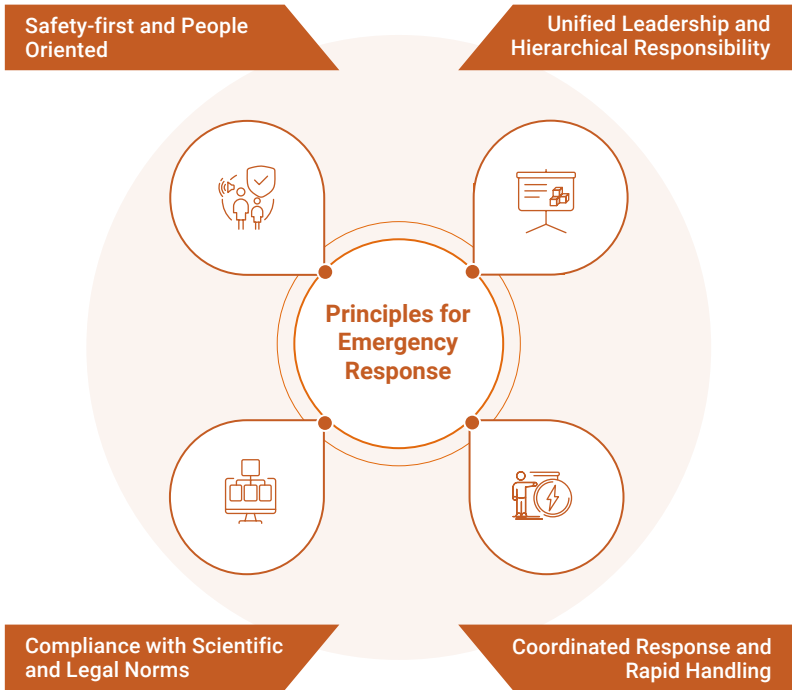 Safety-first and People
Oriented
Unified Leadership and
Hierarchical Responsibility
Principles for
Emergency
Response
Compliance with Scientific
and Legal Norms
Coordinated Response and
Rapid Handling